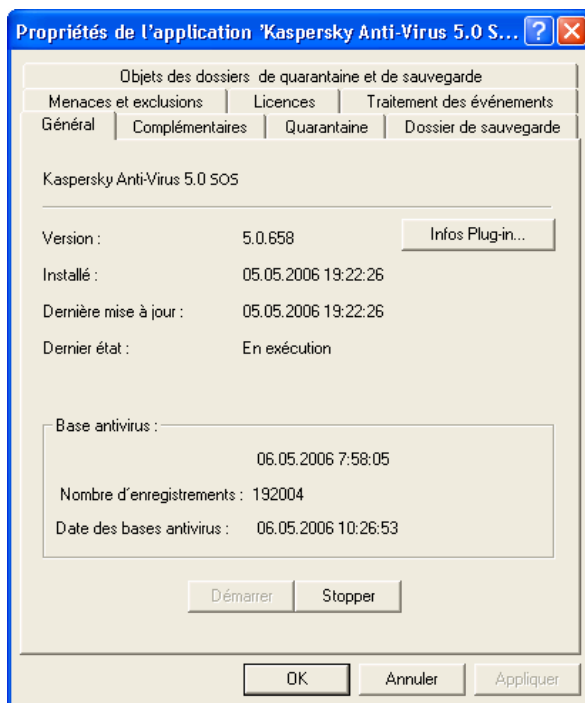 Propriétés de l'application 'Kaspersky Anti-Virus 5.0 S...
Objets des dossiers de quarantaine et de sauvegarde
Menaces et exclusions Licences Traitement des événements
Général Complémentaires Quarantaine Dossier de sauvegarde
Kaspersky Anti-Virus 5.0 SOS
Version : 5.0.658 Infos Plug-in...
Installé : 05.05.2006 19:22:26
Dernière mise à jour : 05.05.2006 19:22:26
Dernier état : En exécution
Base antivirus :
06.05.2006 7:58:05
Nombre d'enregistrements : 192004
Date des bases antivirus : 06.05.2006 10:26:53
Démarrer Stopper
OK Annuler Appliquer